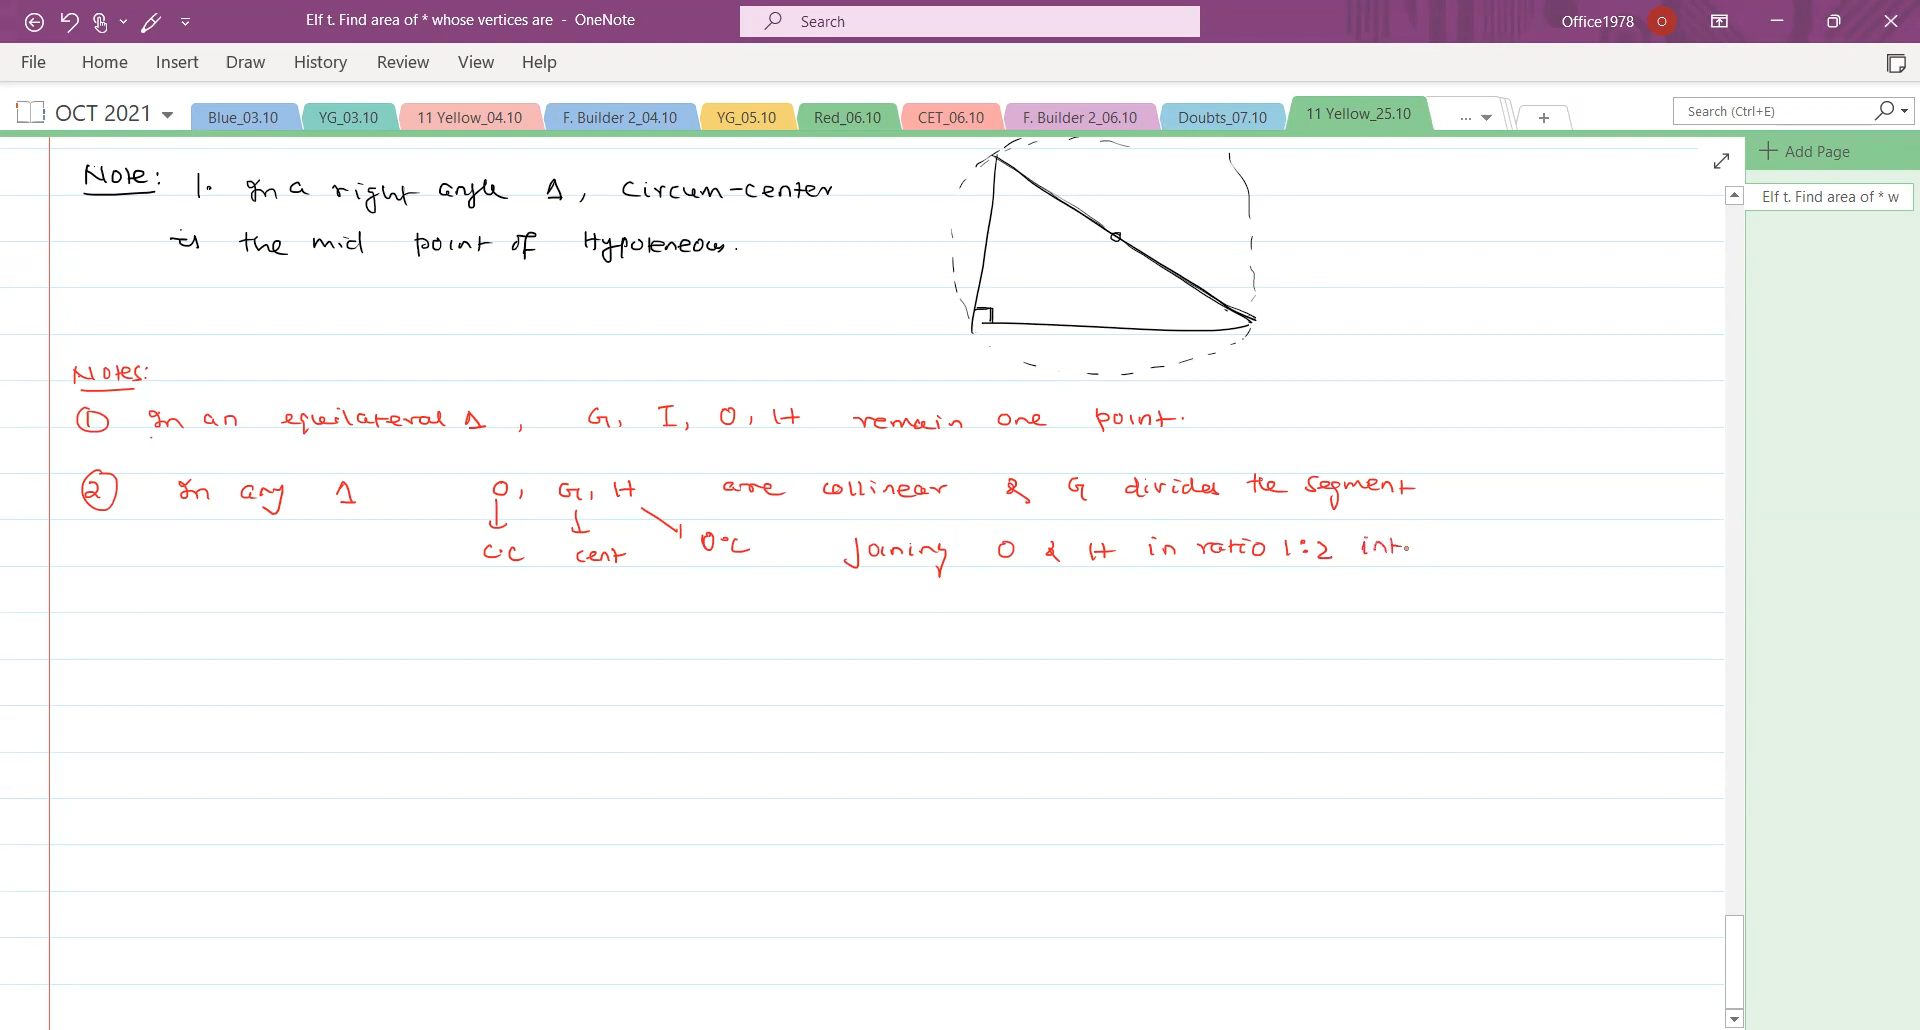 Elf t. Find area of * whose vertices are - OneNote
Search
Office1978 O
File Home Insert Draw History Review View Help
OCT 2021 Blue_03.10 YG_03.10 11 Yellow_04.10 F. Builder 2_04.10 YG_05.10 Red_06.10 CET_06.10 F. Builder 2_06.10 Doubts_07.10 11 Yellow_25.10 ... +
Search (Ctrl+E)
Add Page
Elf t. Find area of * w
Note: 1. In a right angle Δ, Circum-center
is the mid point of Hypoteneous.
Notes:
① In an equilateral Δ, G, I, O, H remain one point.
② In any Δ O, G, H are collinear & G divides the segment
C.C cent O.C Joining O & H in ratio 1:2 int.